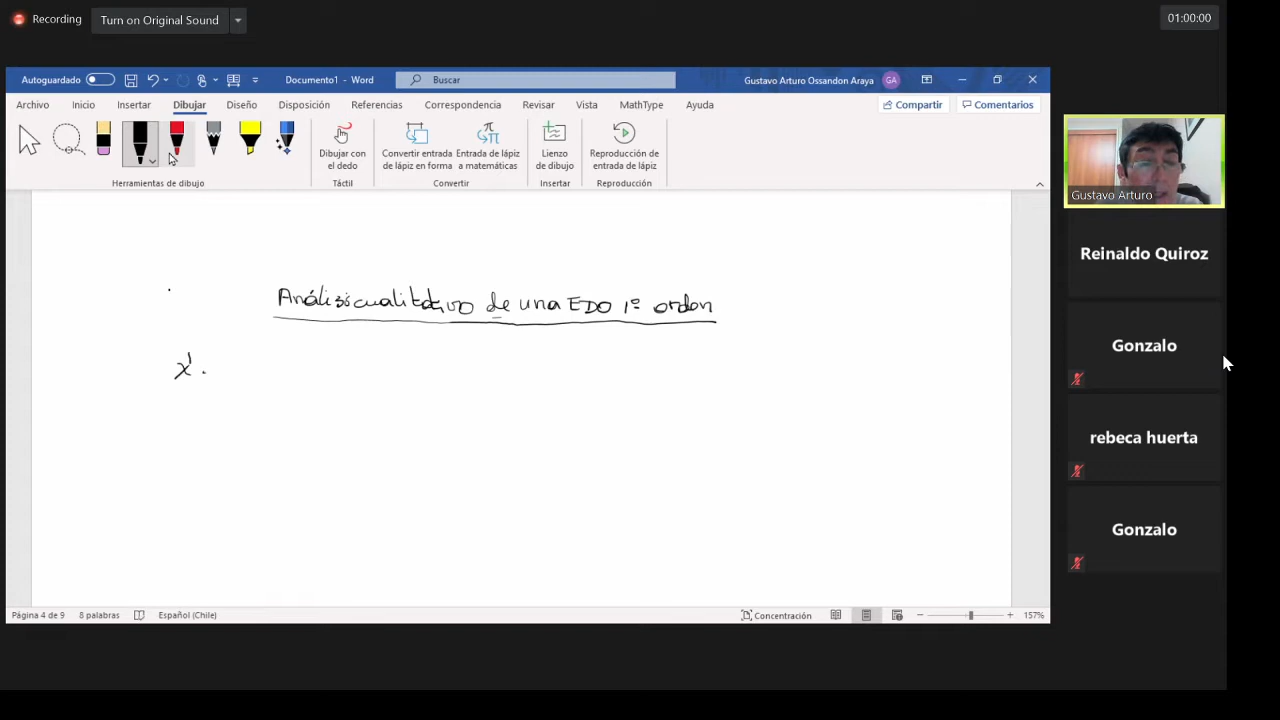 Recording
Turn on Original Sound
01:00:00
Autoguardado
Documento1 - Word
Buscar
Gustavo Arturo Ossandon Araya
GA
Archivo Inicio Insertar Dibujar Diseño Disposición Referencias Correspondencia Revisar Vista MathType Ayuda
Compartir
Comentarios
Dibujar con el dedo
Convertir entrada de lápiz en forma
Entrada de lápiz a matemáticas
Lienzo de dibujo
Reproducción de entrada de lápiz
Herramientas de dibujo
Táctil
Convertir
Insertar
Reproducción
Análisis cualitativo de una EDO 1º orden
x'.
Página 4 de 9
8 palabras
Español (Chile)
Concentración
157%
Gustavo Arturo
Reinaldo Quiroz
Gonzalo
rebeca huerta
Gonzalo